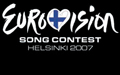 EUROVISION
SONG CONTEST
HELSINKI 2007